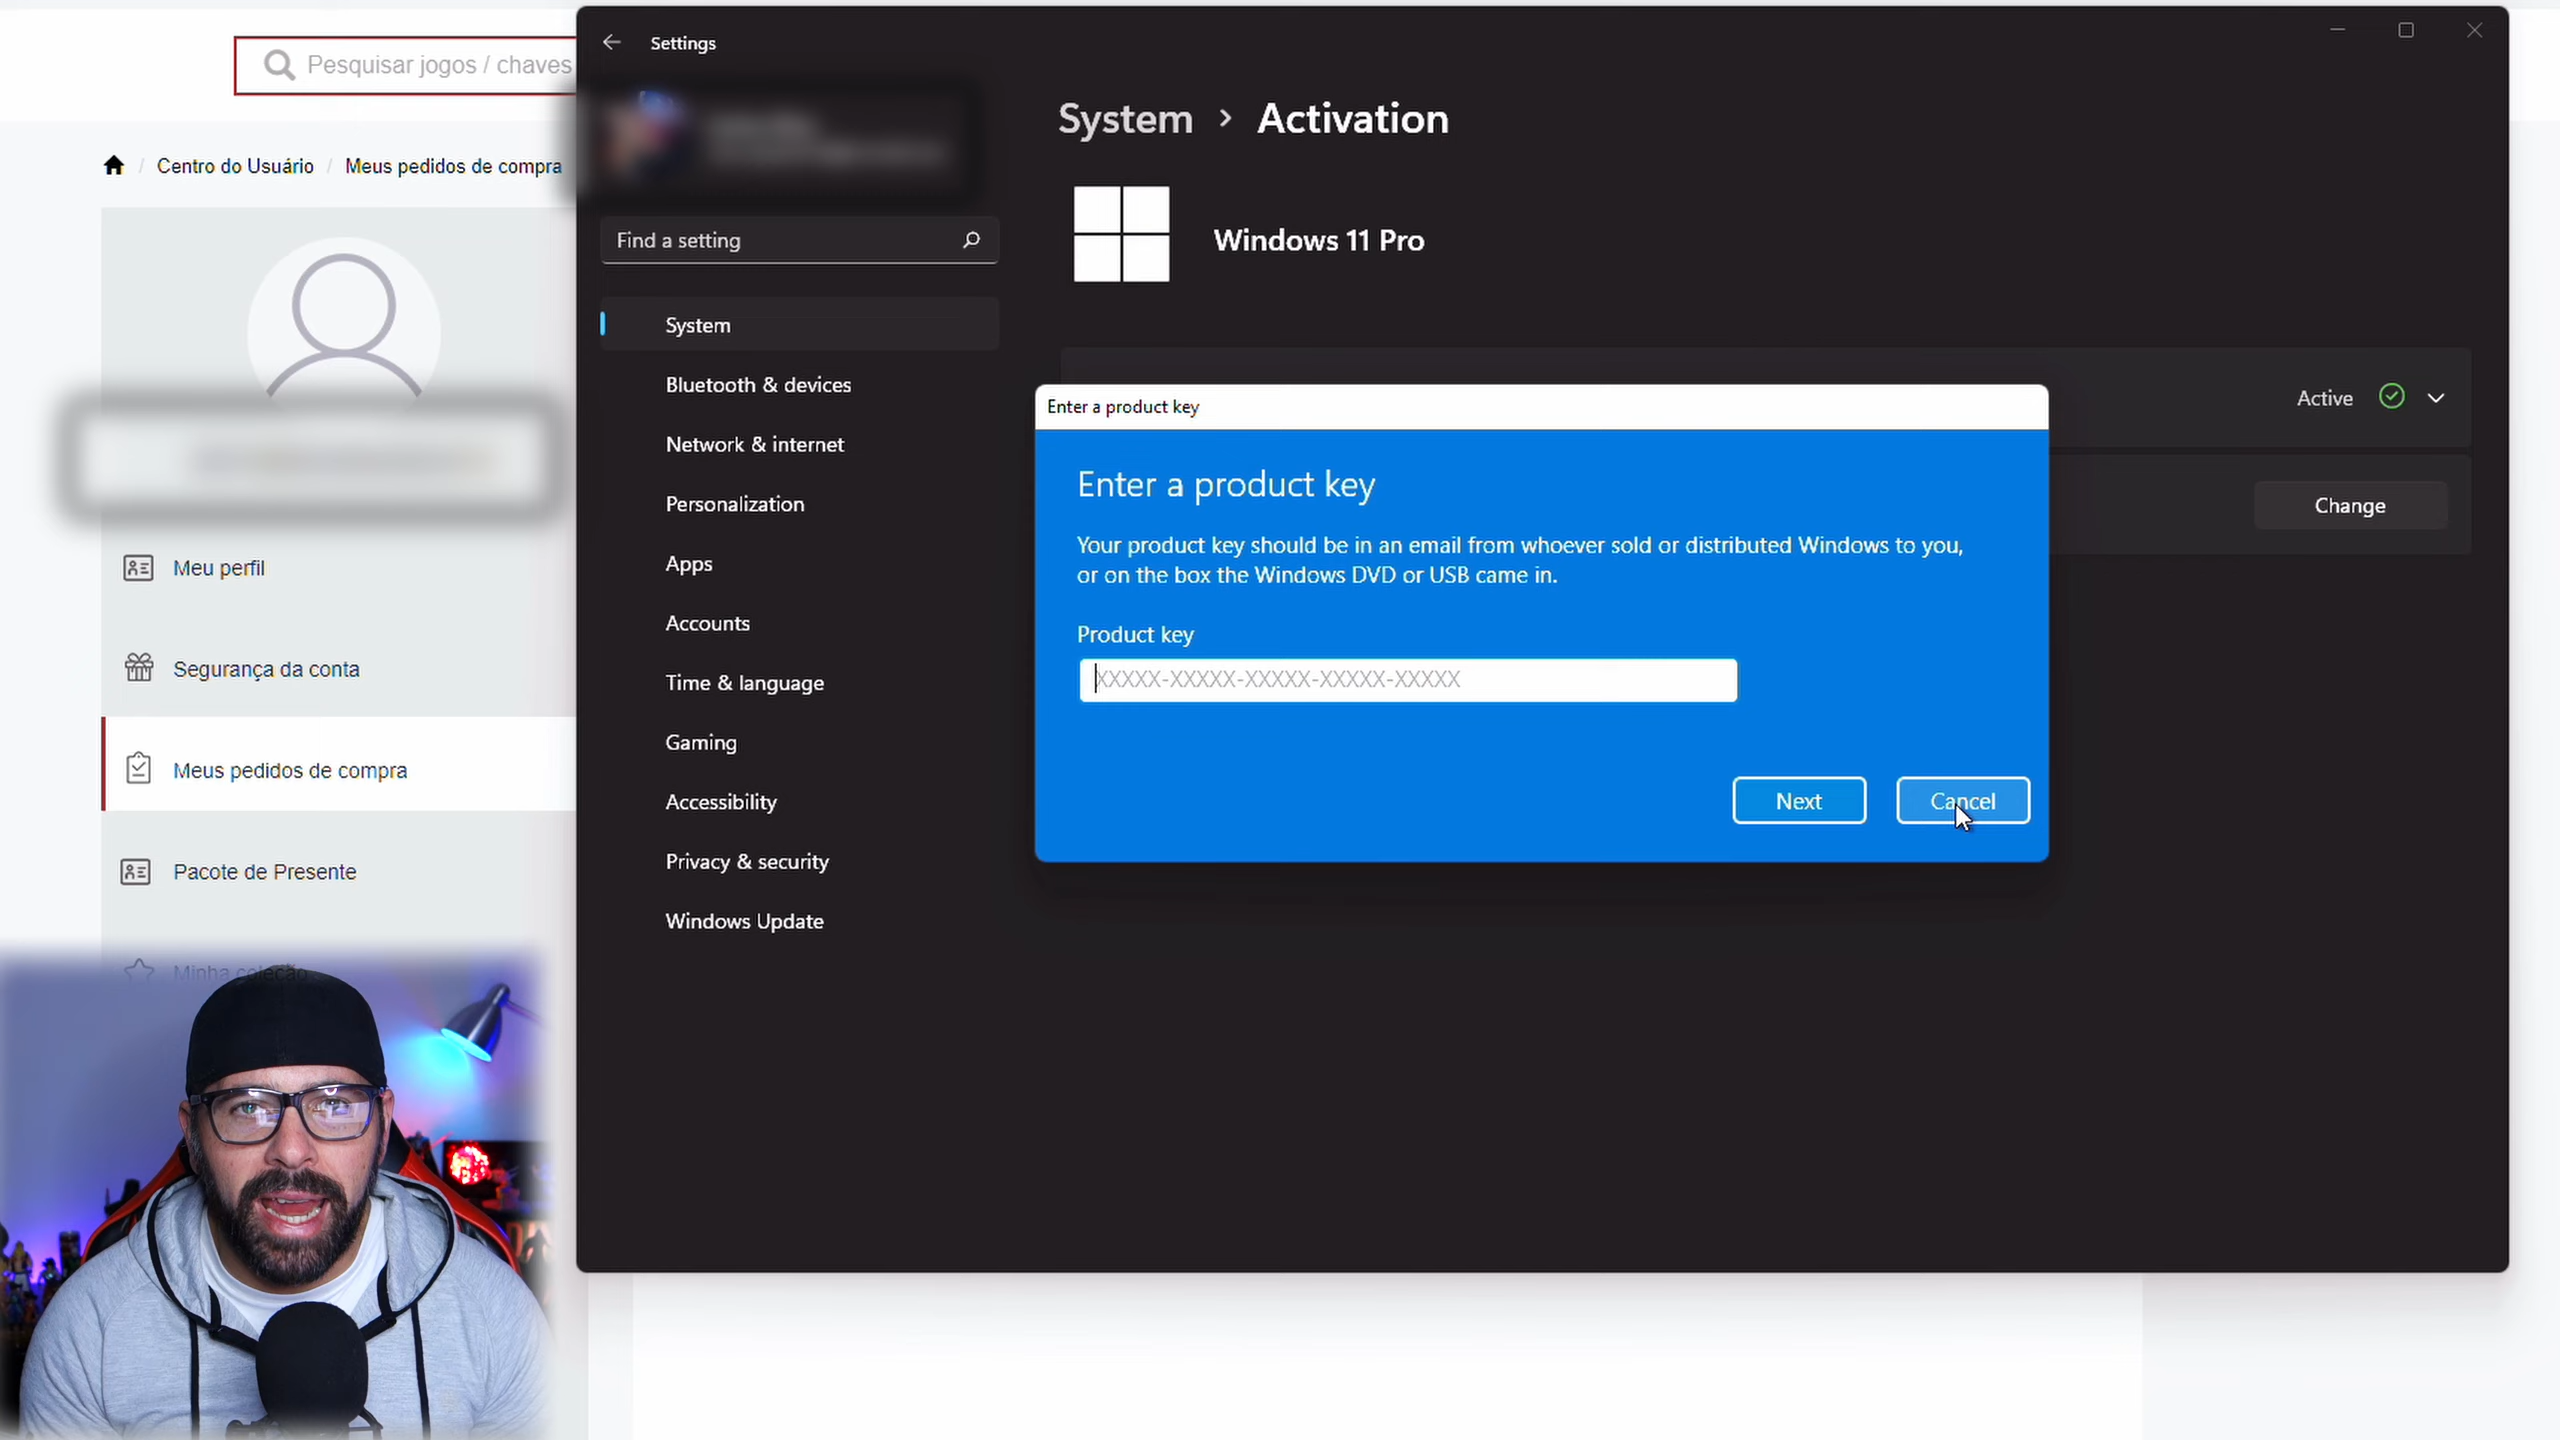 Pesquisar jogos / chaves
Centro do Usuário / Meus pedidos de compra
Meu perfil
Segurança da conta
Meus pedidos de compra
Pacote de Presente
Minha coleção
Settings
Find a setting
System
Bluetooth & devices
Network & internet
Personalization
Apps
Accounts
Time & language
Gaming
Accessibility
Privacy & security
Windows Update
System > Activation
Windows 11 Pro
Active
Change
Enter a product key
Enter a product key
Your product key should be in an email from whoever sold or distributed Windows to you,
or on the box the Windows DVD or USB came in.
Product key
XXXXX-XXXXX-XXXXX-XXXXX-XXXXX
Next
Cancel